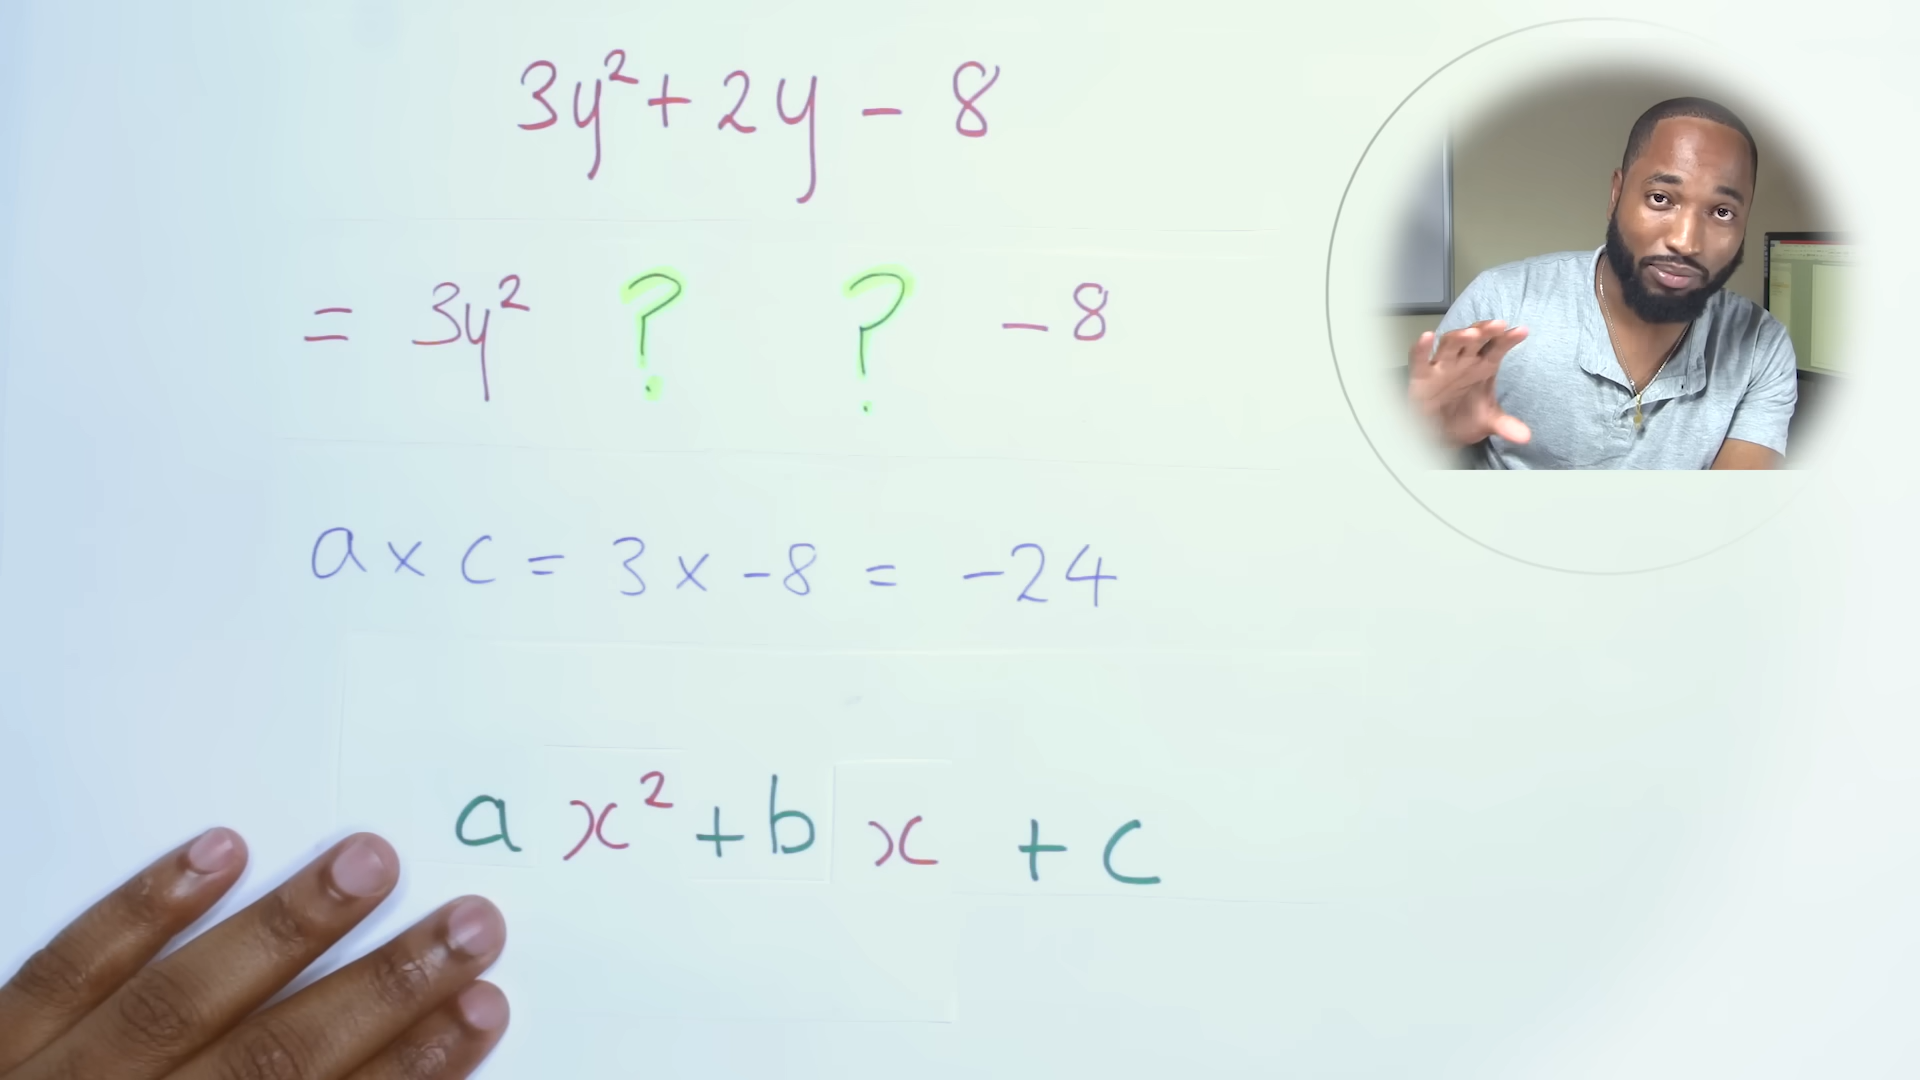 3y² + 2y - 8
= 3y² ? ? - 8
a × c = 3 × -8 = -24
a x² + b x + c